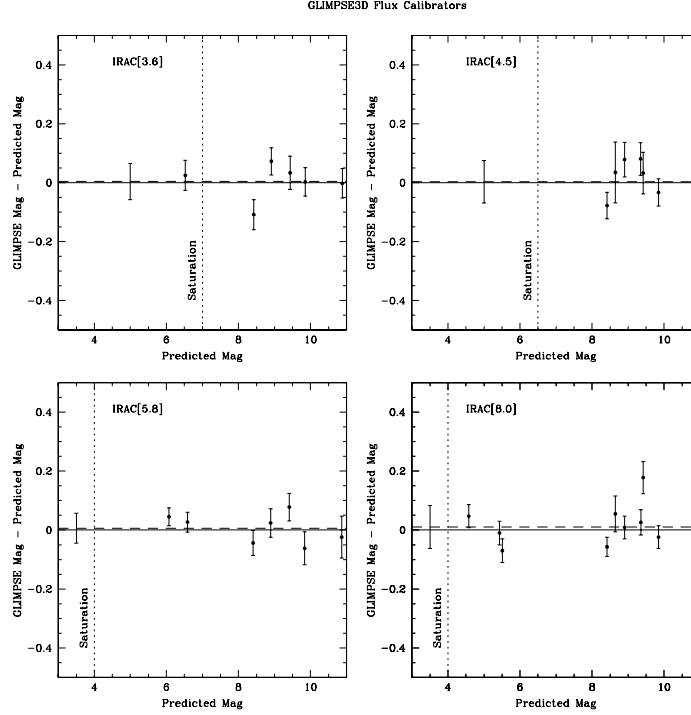 GLIMPSE3D Flux Calibrators
IRAC[3.6]
0.4
0.2
0
−0.2
−0.4
GLIMPSE Mag − Predicted Mag
Saturation
4 6 8 10
Predicted Mag
IRAC[4.5]
0.4
0.2
0
−0.2
−0.4
GLIMPSE Mag − Predicted Mag
Saturation
4 6 8 10
Predicted Mag
IRAC[5.8]
0.4
0.2
0
−0.2
−0.4
GLIMPSE Mag − Predicted Mag
Saturation
4 6 8 10
Predicted Mag
IRAC[8.0]
0.4
0.2
0
−0.2
−0.4
GLIMPSE Mag − Predicted Mag
Saturation
4 6 8 10
Predicted Mag